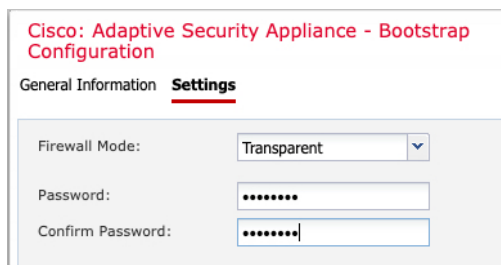 Cisco: Adaptive Security Appliance - Bootstrap
Configuration
General Information Settings
Firewall Mode: Transparent
Password: ••••••••
Confirm Password: ••••••••